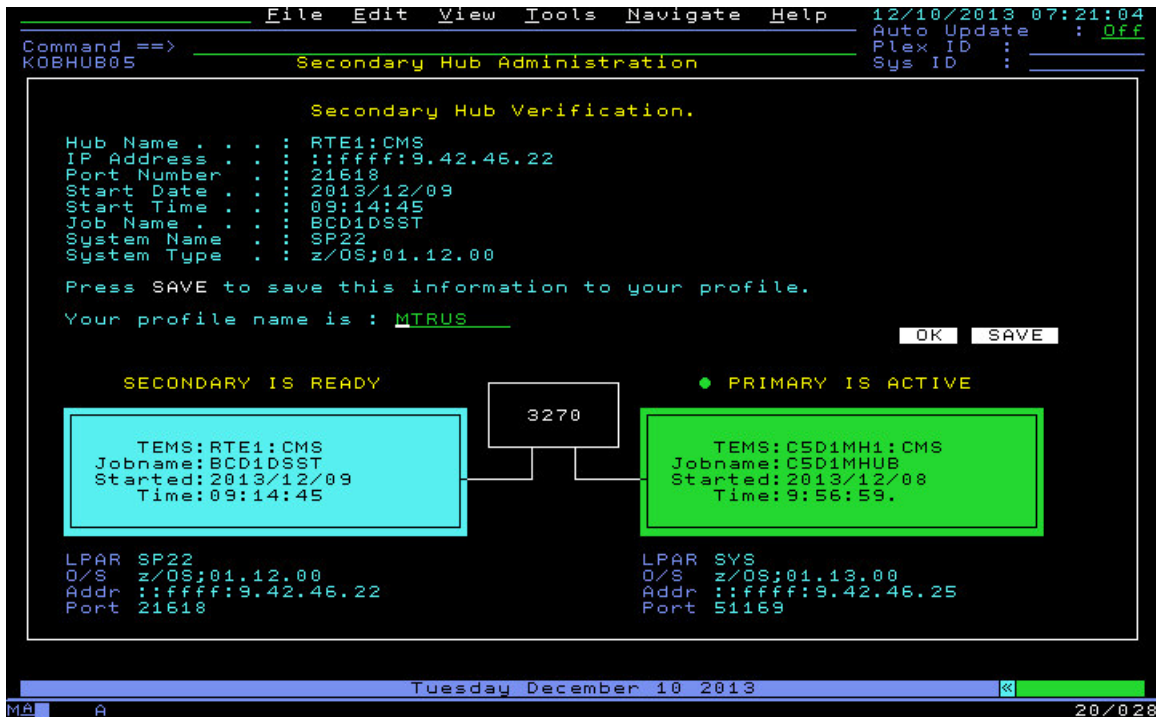 File Edit View Tools Navigate Help 12/10/2013 07:21:04
Auto Update : Off
Command ==> Plex ID :
KOBHUB05 Secondary Hub Administration Sys ID :
Secondary Hub Verification.
Hub Name . . . : RTE1:CMS
IP Address . . : ::ffff:9.42.46.22
Port Number . : 21618
Start Date . . : 2013/12/09
Start Time . . : 09:14:45
Job Name . . . : BCD1DSST
System Name . : SP22
System Type . : z/OS;01.12.00
Press SAVE to save this information to your profile.
Your profile name is : MTRUS
OK SAVE
SECONDARY IS READY
3270
● PRIMARY IS ACTIVE
TEMS:RTE1:CMS
Jobname:BCD1DSST
Started:2013/12/09
Time:09:14:45
TEMS:C5D1MH1:CMS
Jobname:C5D1MHUB
Started:2013/12/08
Time:9:56:59.
LPAR SP22
O/S z/OS;01.12.00
Addr ::ffff:9.42.46.22
Port 21618
LPAR SYS
O/S z/OS;01.13.00
Addr ::ffff:9.42.46.25
Port 51169
Tuesday December 10 2013 «
MA A 20/028